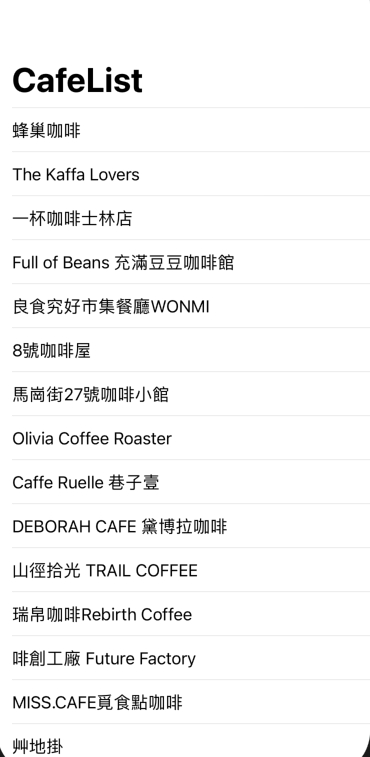 CafeList
蜂巢咖啡
The Kaffa Lovers
一杯咖啡士林店
Full of Beans 充滿豆豆咖啡館
良食究好市集餐廳WONMI
8號咖啡屋
馬崗街27號咖啡小館
Olivia Coffee Roaster
Caffe Ruelle 巷子壹
DEBORAH CAFE 黛博拉咖啡
山徑拾光 TRAIL COFFEE
瑞帛咖啡Rebirth Coffee
啡創工廠 Future Factory
MISS.CAFE覓食點咖啡
艸地掛